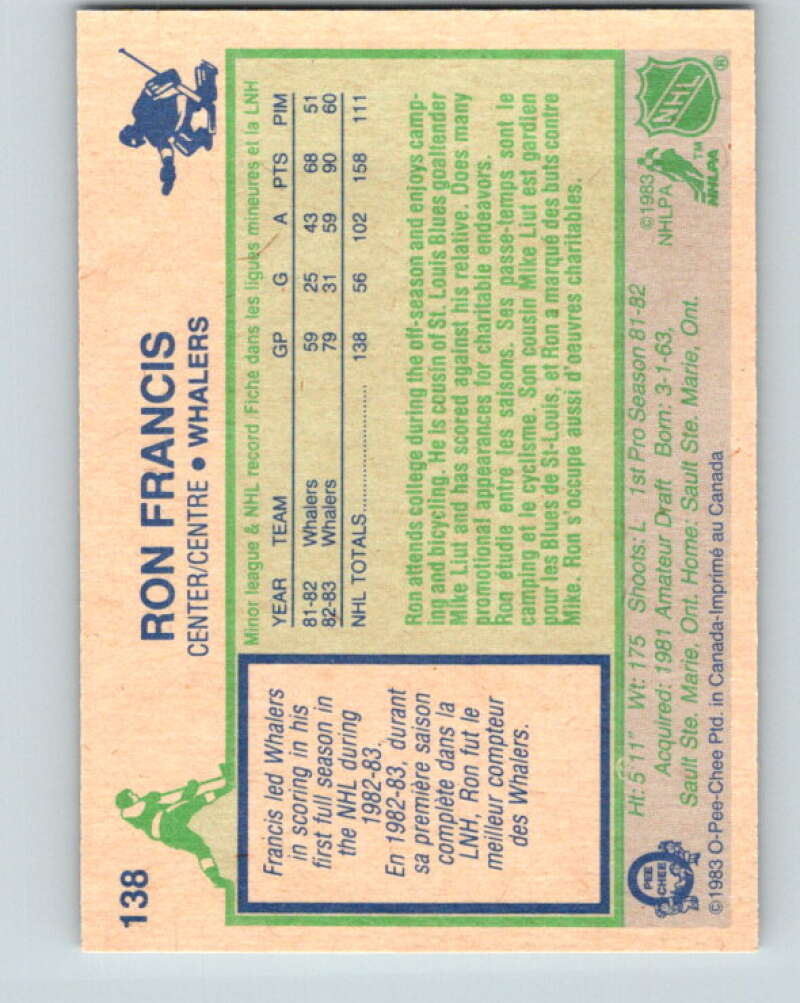 138
RON FRANCIS
CENTER/CENTRE • WHALERS
Francis led Whalers
in scoring in his
first full season in
the NHL during
1982-83.
En 1982-83, durant
sa première saison
complète dans la
LNH, Ron fut le
meilleur compteur
des Whalers.
Minor league & NHL record / Fiche dans les ligues mineures et la LNH
YEAR TEAM GP G A PTS PIM
81-82 Whalers 59 25 43 68 51
82-83 Whalers 79 31 59 90 60
NHL TOTALS.................... 138 56 102 158 111
Ron attends college during the off-season and enjoys camp-
ing and bicycling. He is cousin of St. Louis Blues goaltender
Mike Liut and has scored against his relative. Does many
promotional appearances for charitable endeavors.
Ron étudie entre les saisons. Ses passe-temps sont le
camping et le cyclisme. Son cousin Mike Liut est gardien
pour les Blues de St-Louis, et Ron a marqué des buts contre
Mike. Ron s'occupe aussi d'oeuvres charitables.
Ht: 5'11" Wt: 175 Shoots: L 1st Pro Season 81-82
Acquired: 1981 Amateur Draft Born: 3-1-63,
Sault Ste. Marie, Ont. Home: Sault Ste. Marie, Ont.
©1983 O-Pee-Chee Ptd. in Canada-Imprimé au Canada
O
PEE
CHEE
©1983
NHLPA
NHLPA
TM
NHL
®